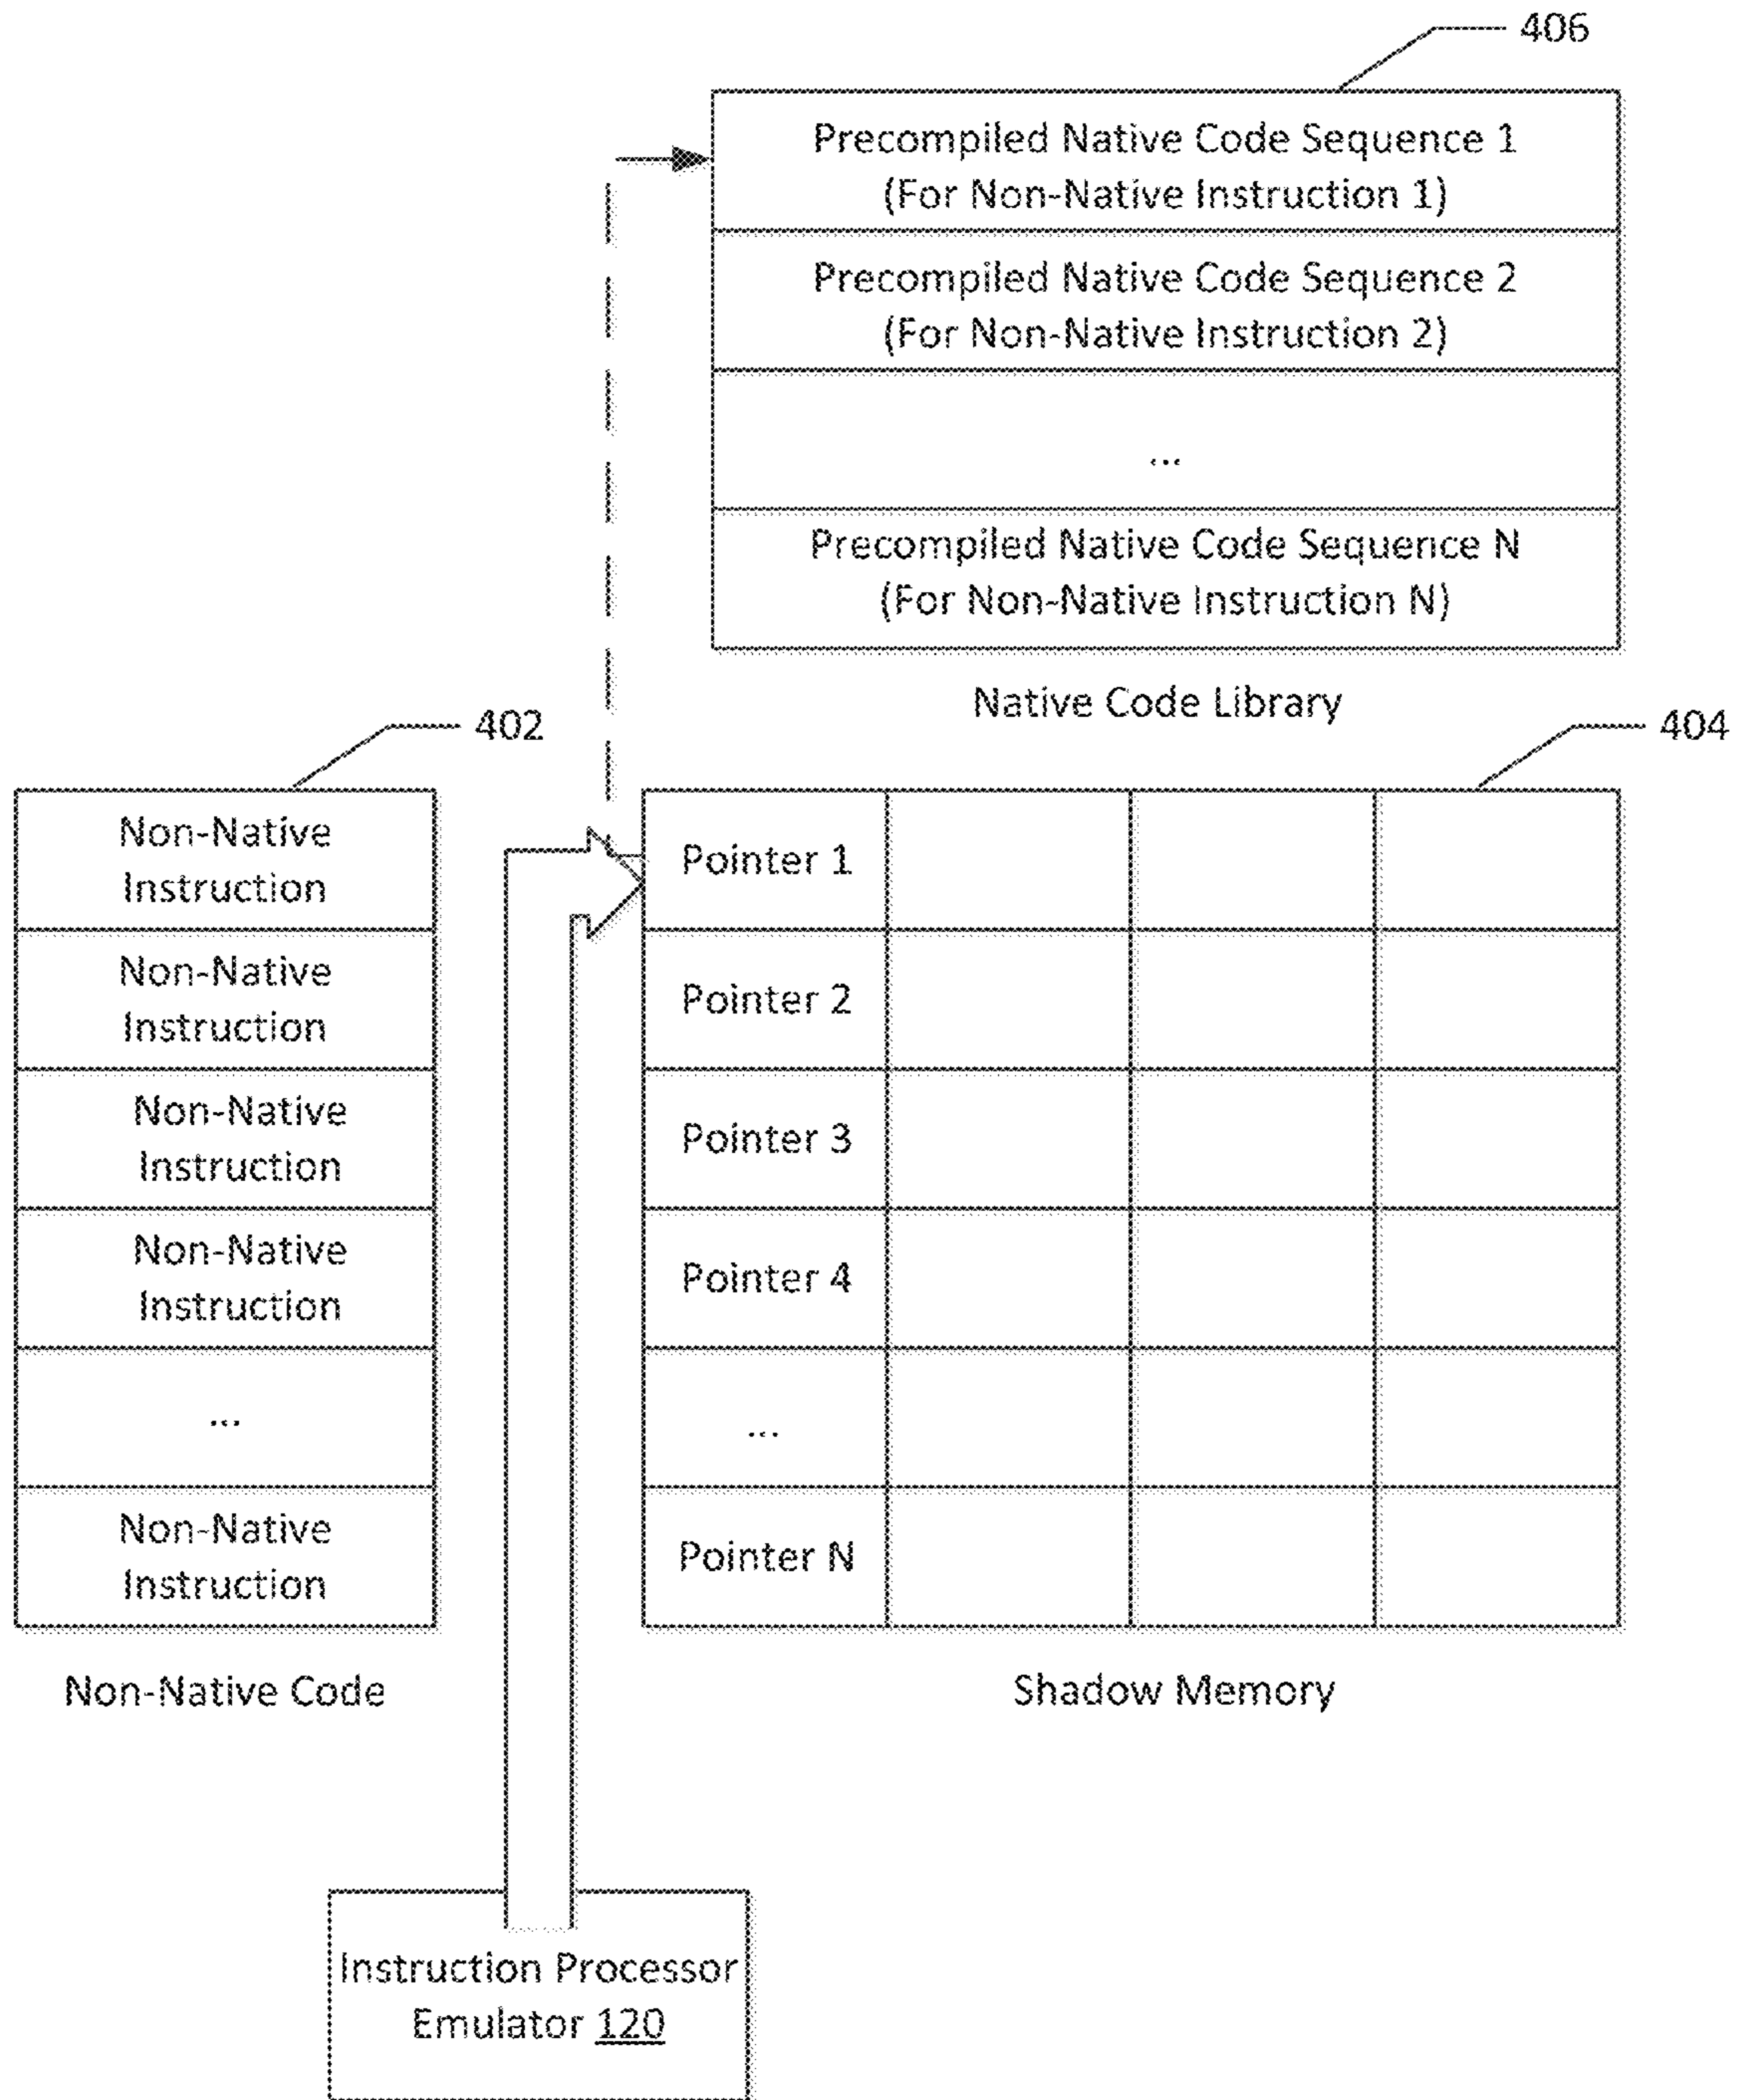 406
Precompiled Native Code Sequence 1
(For Non-Native Instruction 1)
Precompiled Native Code Sequence 2
(For Non-Native Instruction 2)
...
Precompiled Native Code Sequence N
(For Non-Native Instruction N)
Native Code Library
402
Non-Native
Instruction
Non-Native
Instruction
Non-Native
Instruction
Non-Native
Instruction
...
Non-Native
Instruction
Non-Native Code
404
Pointer 1
Pointer 2
Pointer 3
Pointer 4
...
Pointer N
Shadow Memory
Instruction Processor
Emulator 120